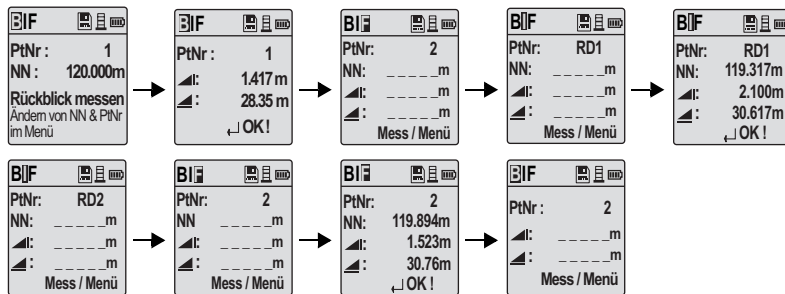 BIF
PtNr : 1
NN : 120.000m
Rückblick messen
Ändern von NN & PtNr
im Menü
BIF
PtNr : 1
: 1.417 m
: 28.35 m
OK !
BIF
PtNr: 2
NN: _ _ _ _ _m
: _ _ _ _ _m
: _ _ _ _ _m
Mess / Menü
BIF
PtNr: RD1
NN: _ _ _ _ _m
: _ _ _ _ _m
: _ _ _ _ _m
Mess / Menü
BIF
PtNr: RD1
NN: 119.317m
: 2.100m
: 30.617m
OK !
BIF
PtNr: RD2
NN: _ _ _ _ _m
: _ _ _ _ _m
: _ _ _ _ _m
Mess / Menü
BIF
PtNr: 2
NN _ _ _ _ _m
: _ _ _ _ _m
: _ _ _ _ _m
Mess / Menü
BIF
PtNr: 2
NN: 119.894m
: 1.523m
: 30.76m
OK !
BIF
PtNr : 2
: _ _ _ _ _m
: _ _ _ _ _m
Mess / Menü